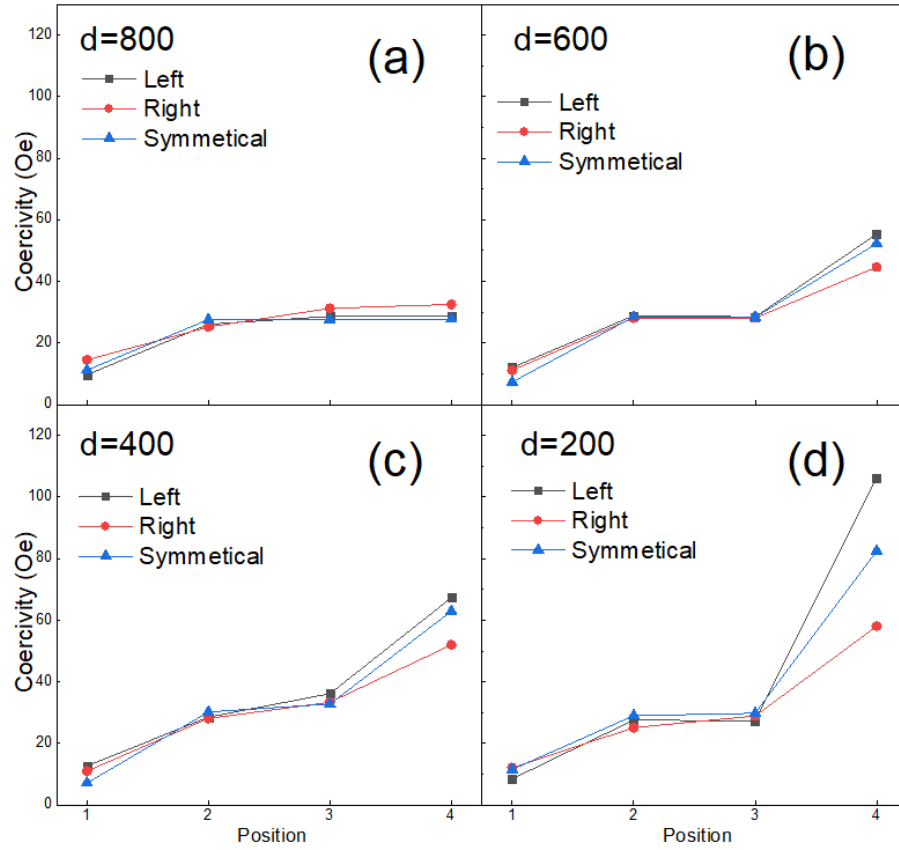 d=800
(a)
Left
Right
Symmetical
Coercivity (Oe)
120
100
80
60
40
20
0
d=600
(b)
Left
Right
Symmetical
d=400
(c)
Left
Right
Symmetical
Coercivity (Oe)
120
100
80
60
40
20
0
1
2
3
4
Position
d=200
(d)
Left
Right
Symmetical
1
2
3
4
Position